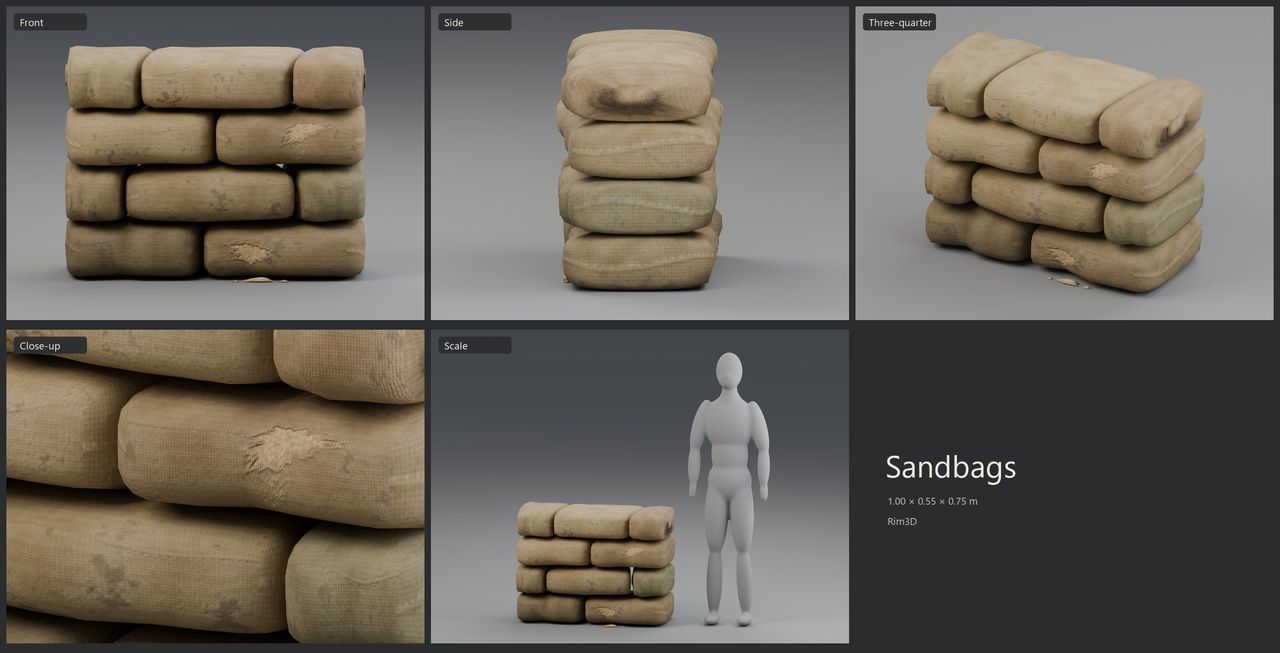 Front
Side
Three-quarter
Close-up
Scale
Sandbags
1.00 × 0.55 × 0.75 m
Rim3D